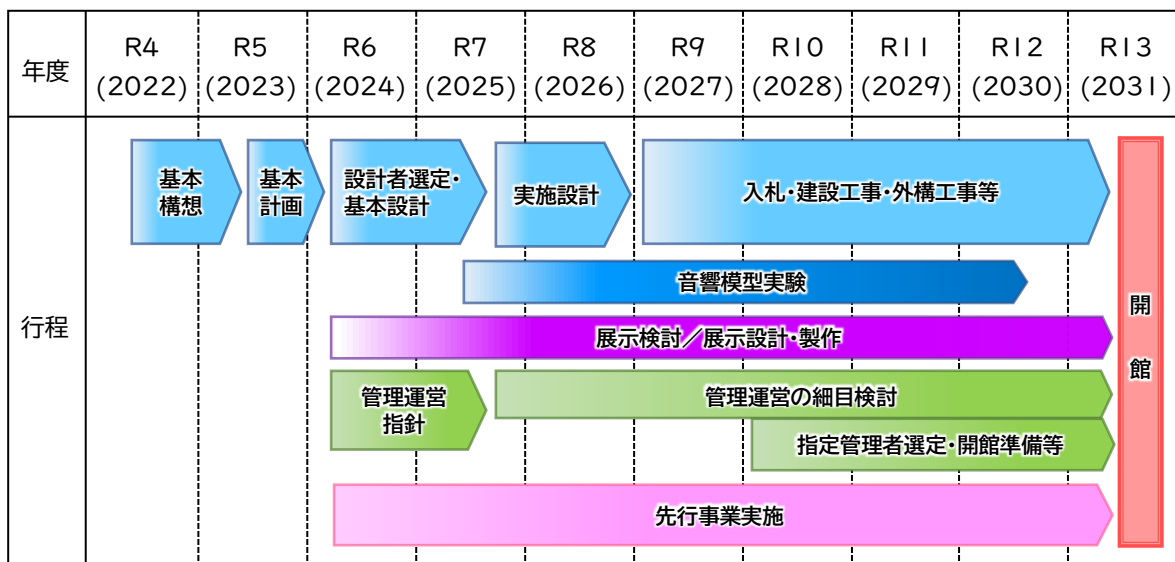 年度
R4
(2022)
R5
(2023)
R6
(2024)
R7
(2025)
R8
(2026)
R9
(2027)
R10
(2028)
R11
(2029)
R12
(2030)
R13
(2031)
行程
基本
構想
基本
計画
設計者選定・
基本設計
実施設計
入札・建設工事・外構工事等
音響模型実験
展示検討／展示設計・製作
管理運営
指針
管理運営の細目検討
指定管理者選定・開館準備等
先行事業実施
開
館